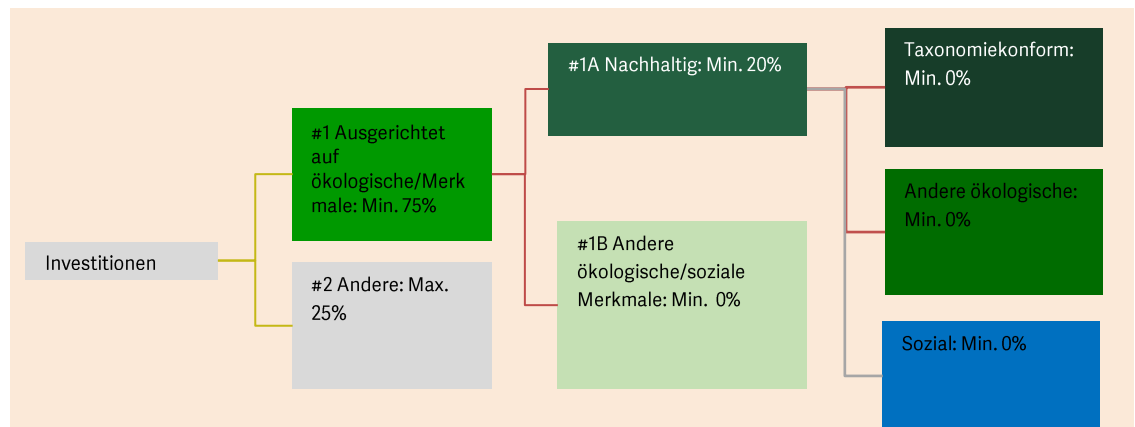 Investitionen
#1 Ausgerichtet
auf
ökologische/Merk
male: Min. 75%
#2 Andere: Max.
25%
#1A Nachhaltig: Min. 20%
#1B Andere
ökologische/soziale
Merkmale: Min. 0%
Taxonomiekonform:
Min. 0%
Andere ökologische:
Min. 0%
Sozial: Min. 0%